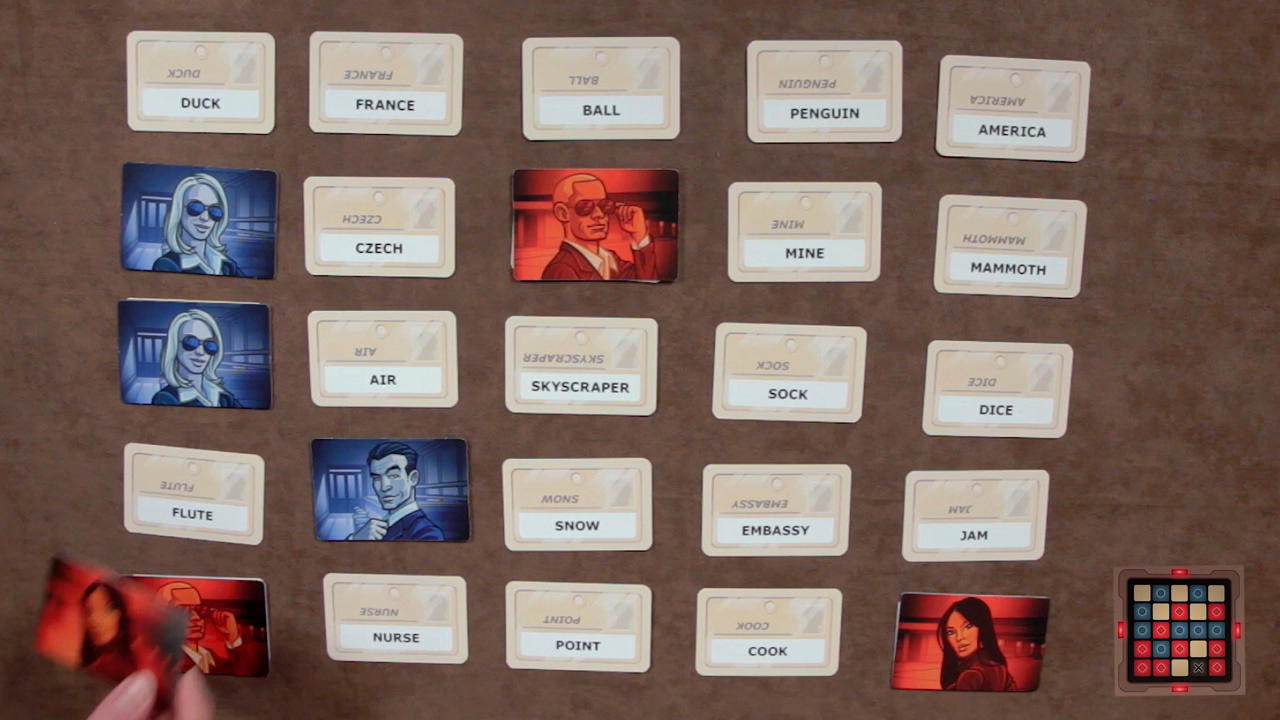 DUCK
DUCK
FRANCE
FRANCE
BALL
BALL
PENGUIN
PENGUIN
AMERICA
AMERICA
CZECH
CZECH
MINE
MINE
MAMMOTH
MAMMOTH
AIR
AIR
SKYSCRAPER
SKYSCRAPER
SOCK
SOCK
DICE
DICE
FLUTE
FLUTE
SNOW
SNOW
EMBASSY
EMBASSY
JAM
JAM
NURSE
NURSE
POINT
POINT
COOK
COOK